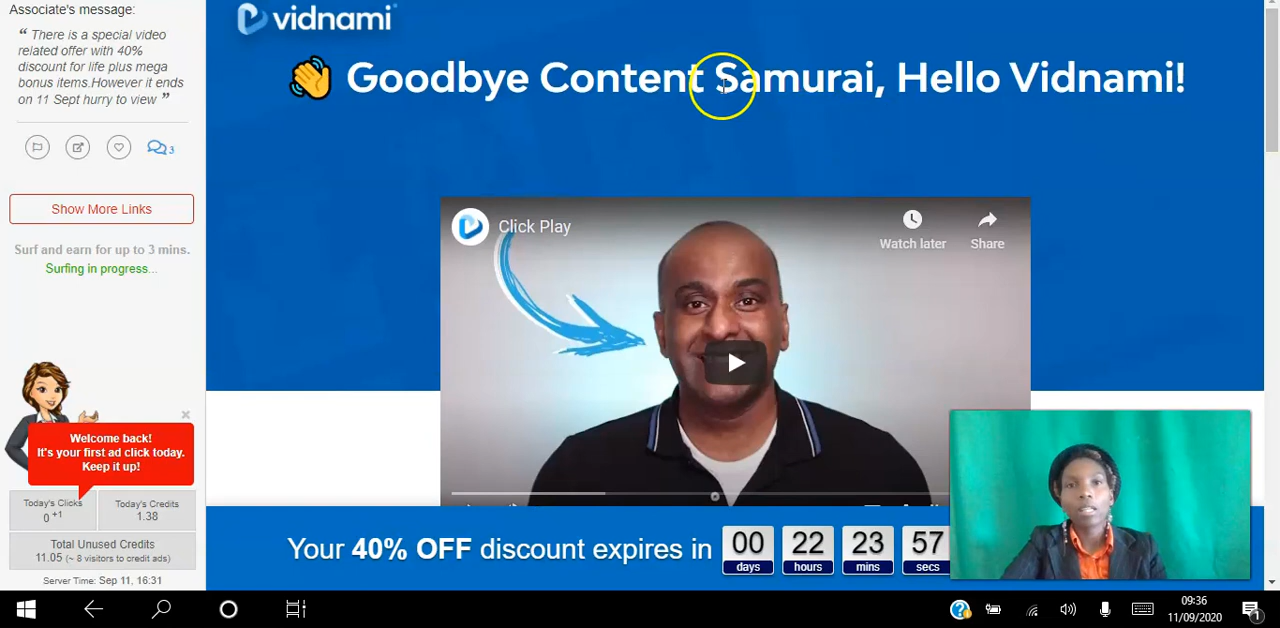 Associate's message:
“ There is a special video
related offer with 40%
discount for life plus mega
bonus items.However it ends
on 11 Sept hurry to view ”
3
Show More Links
Surf and earn for up to 3 mins.
Surfing in progress...
Welcome back!
It's your first ad click today.
Keep it up!
Today's Clicks
0 +1
Today's Credits
1.38
Total Unused Credits
11.05 (~ 8 visitors to credit ads)
Server Time: Sep 11, 16:31
vidnami
👋 Goodbye Content Samurai, Hello Vidnami!
Click Play
Watch later
Share
Your 40% OFF discount expires in
00 22 23 57
days hours mins secs
09:36
11/09/2020
1